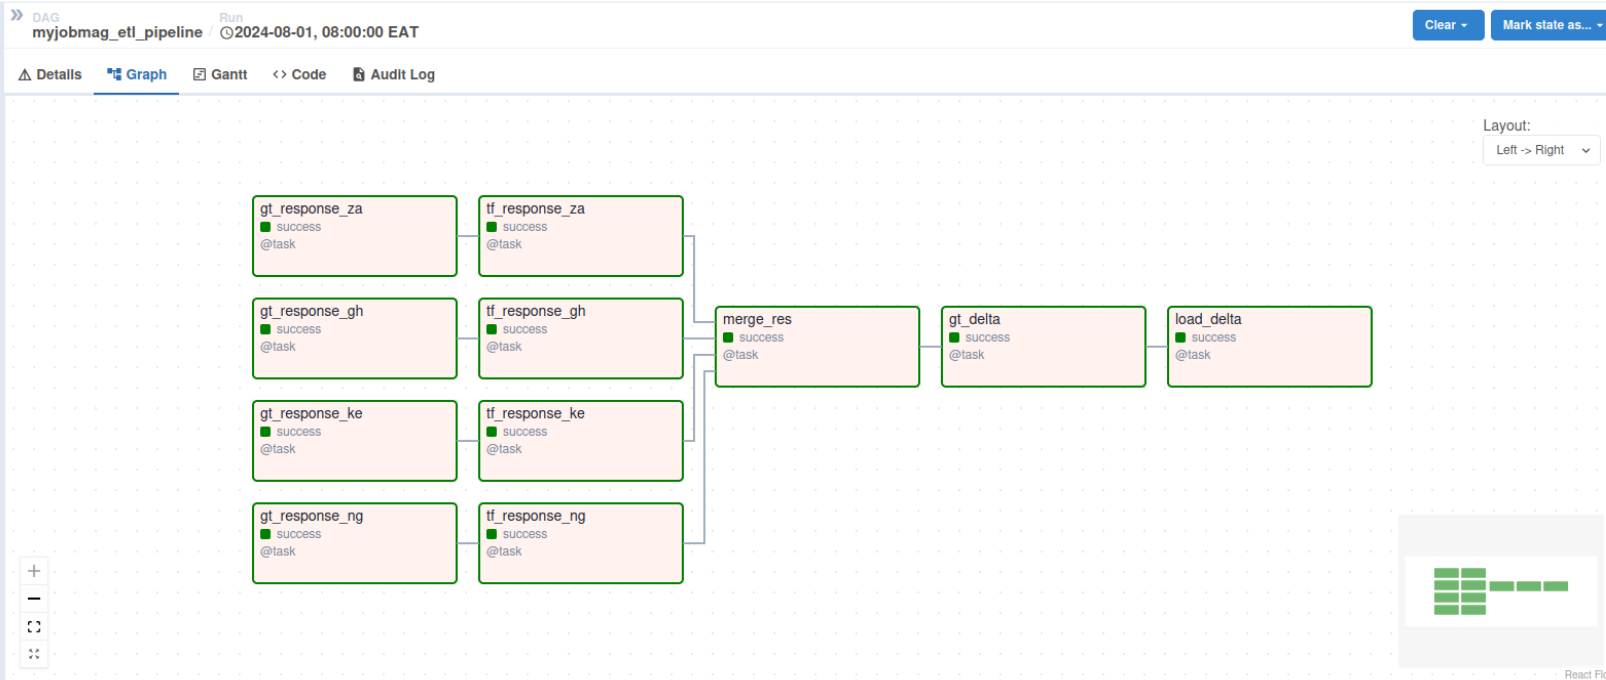 DAG
myjobmag_etl_pipeline
/
Run
2024-08-01, 08:00:00 EAT
Clear
Mark state as...
Details
Graph
Gantt
Code
Audit Log
Layout:
Left -> Right
gt_response_za
success
@task
tf_response_za
success
@task
gt_response_gh
success
@task
tf_response_gh
success
@task
gt_response_ke
success
@task
tf_response_ke
success
@task
gt_response_ng
success
@task
tf_response_ng
success
@task
merge_res
success
@task
gt_delta
success
@task
load_delta
success
@task
React Flo